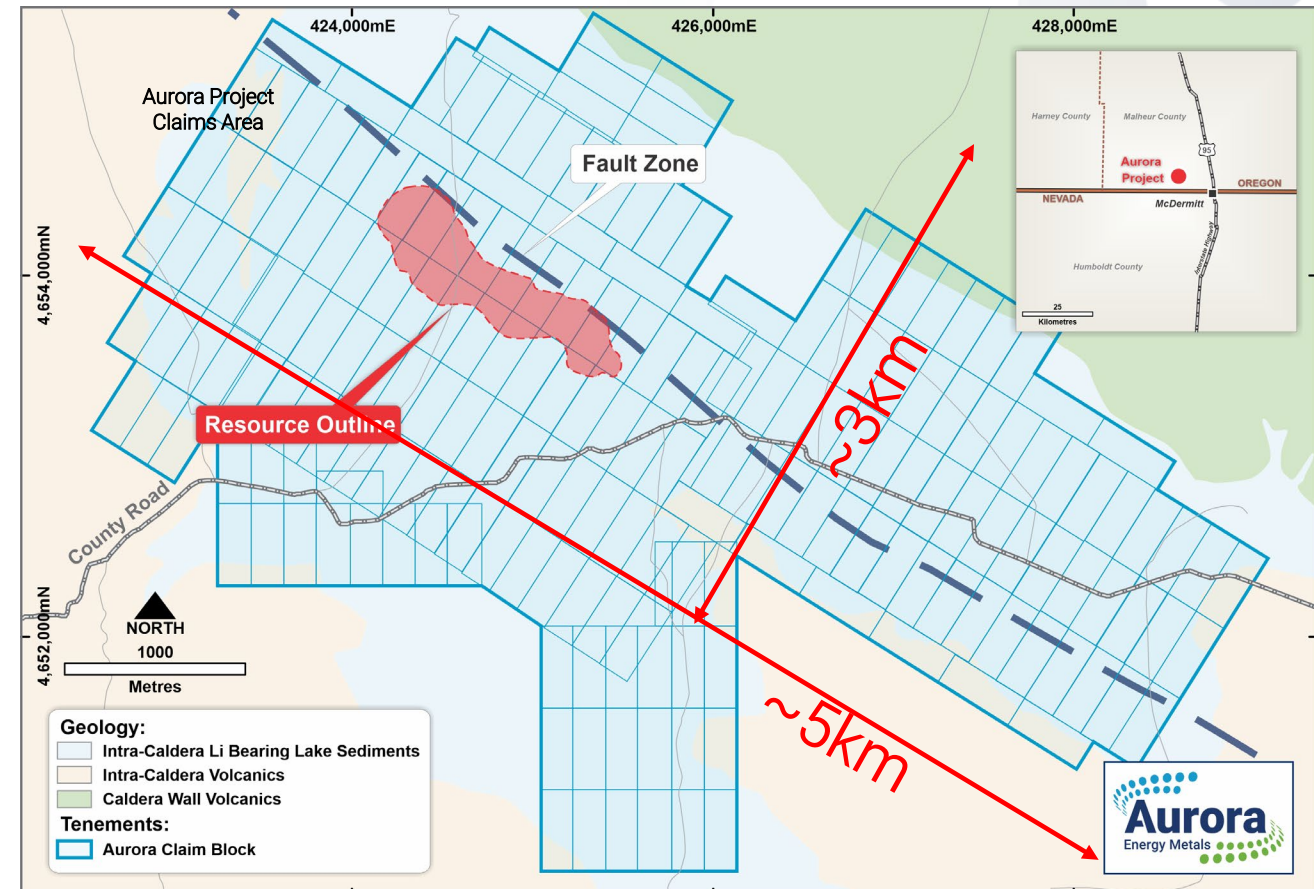 424,000mE
426,000mE
428,000mE
Aurora Project
Claims Area
Fault Zone
Harney County
Malheur County
95
Aurora
Project
OREGON
NEVADA
McDermitt
Interstate Highway
Humboldt County
25
Kilometres
4,654,000mN
~3km
Resource Outline
County Road
4,652,000mN
NORTH
1000
Metres
~5km
Geology:
Intra-Caldera Li Bearing Lake Sediments
Intra-Caldera Volcanics
Caldera Wall Volcanics
Tenements:
Aurora Claim Block
Aurora
Energy Metals